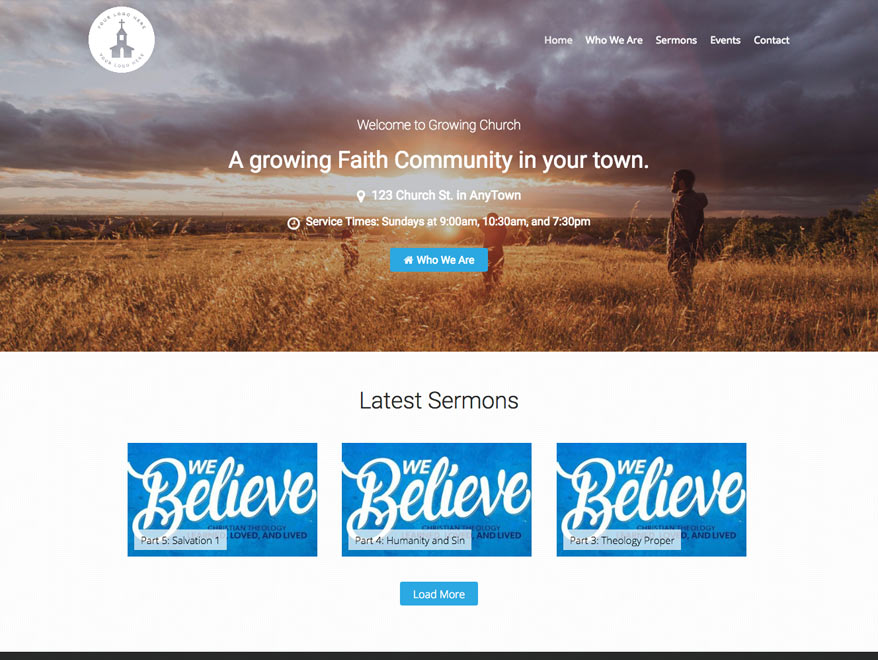 YOUR LOGO HERE
YOUR LOGO HERE
Home Who We Are Sermons Events Contact
Welcome to Growing Church
A growing Faith Community in your town.
123 Church St. in AnyTown
Service Times: Sundays at 9:00am, 10:30am, and 7:30pm
Who We Are
Latest Sermons
WE
Believe
CHRISTIAN THEOLOGY
LOVED, AND LIVED
Part 5: Salvation 1
WE
Believe
CHRISTIAN THEOLOGY
AND LIVED
Part 4: Humanity and Sin
WE
Believe
CHRISTIAN THEOLOGY
AND LIVED
Part 3: Theology Proper
Load More